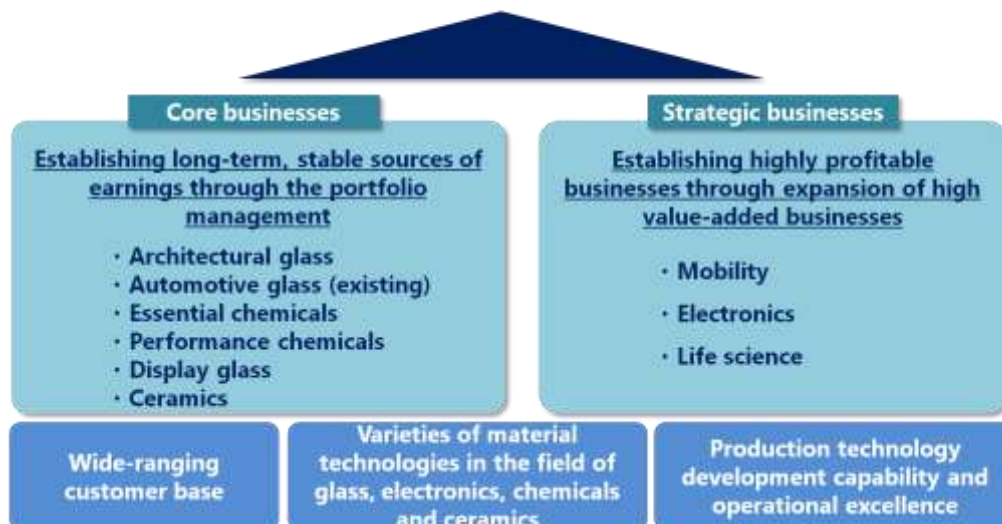 Core businesses
Establishing long-term, stable sources of
earnings through the portfolio
management
・Architectural glass
・Automotive glass (existing)
・Essential chemicals
・Performance chemicals
・Display glass
・Ceramics
Strategic businesses
Establishing highly profitable
businesses through expansion of high
value-added businesses
・Mobility
・Electronics
・Life science
Wide-ranging
customer base
Varieties of material
technologies in the field of
glass, electronics, chemicals
and ceramics
Production technology
development capability and
operational excellence